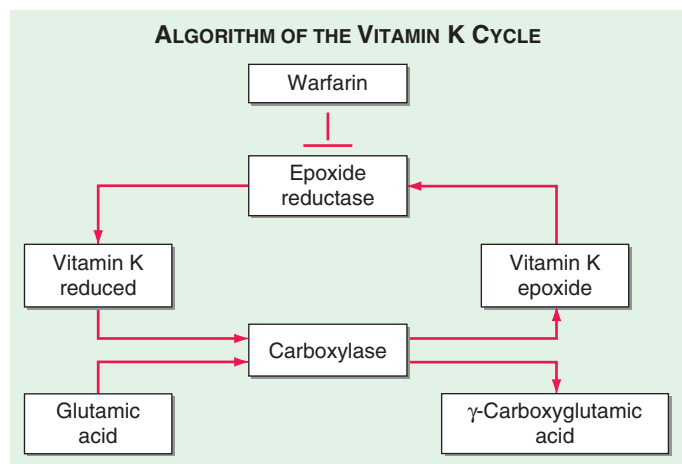 ALGORITHM OF THE VITAMIN K CYCLE
Warfarin
Epoxide
reductase
Vitamin K
reduced
Vitamin K
epoxide
Carboxylase
Glutamic
acid
γ-Carboxyglutamic
acid